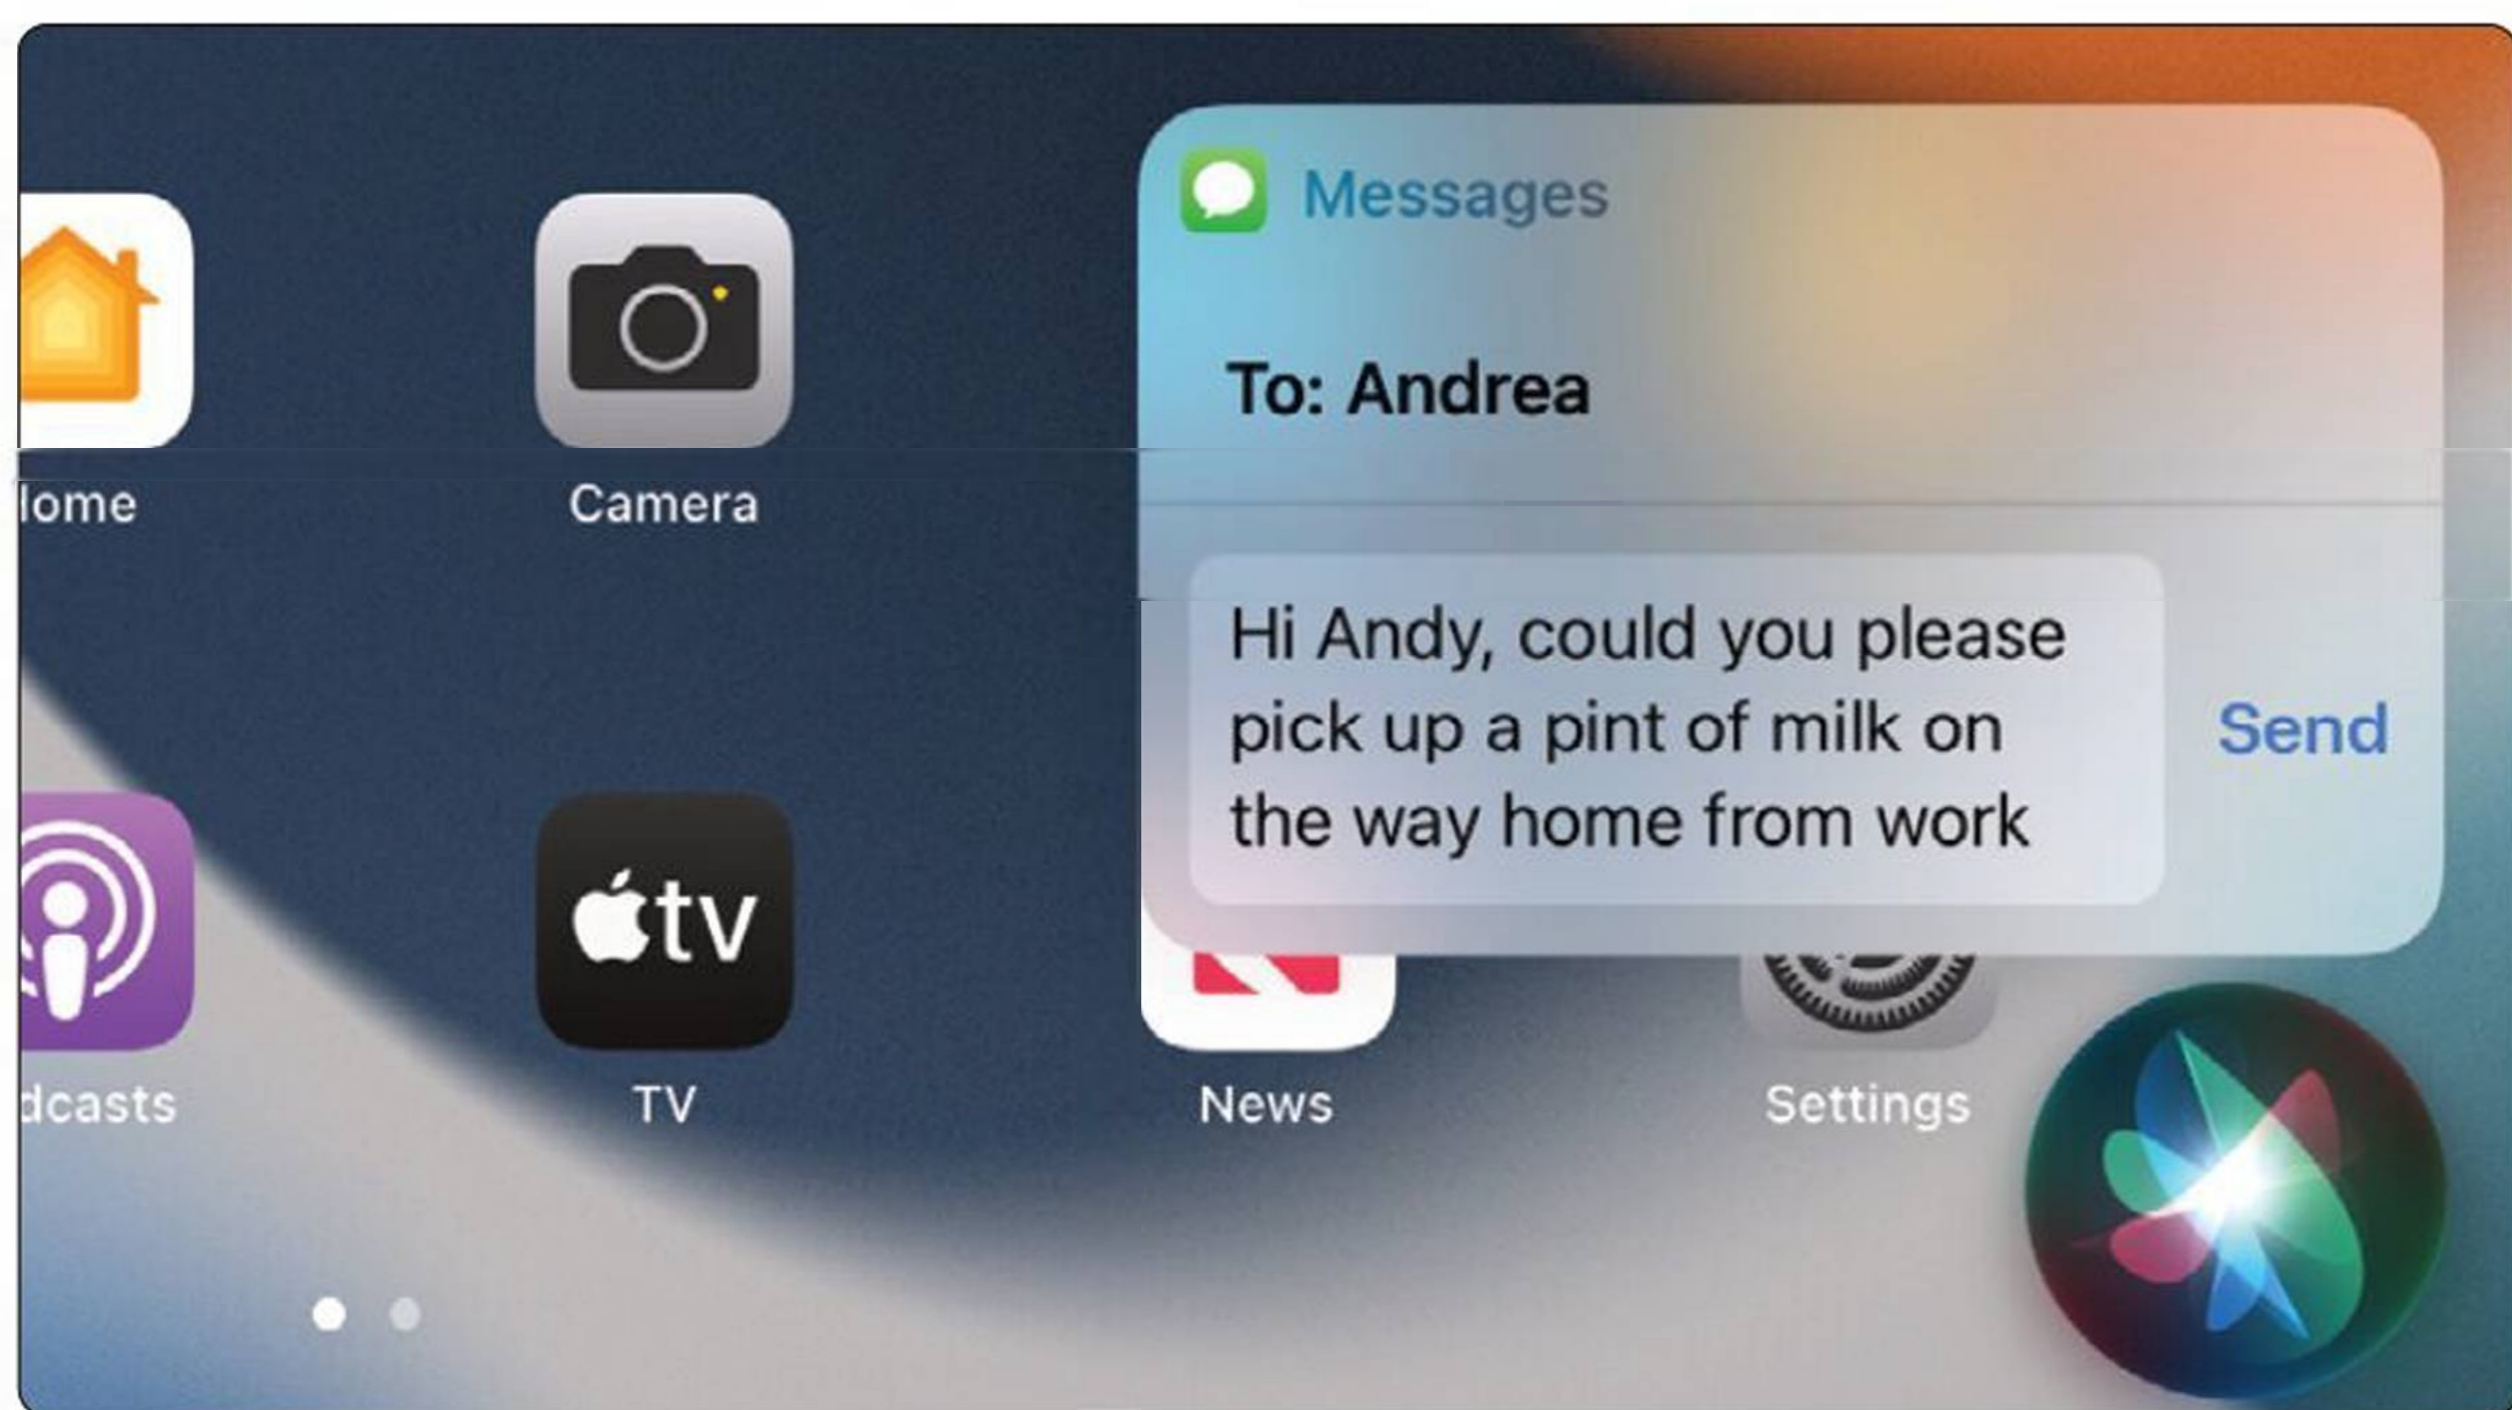 Messages
To: Andrea
Home
Camera
Hi Andy, could you please
pick up a pint of milk on
the way home from work
Send
tv
dcasts
TV
News
Settings